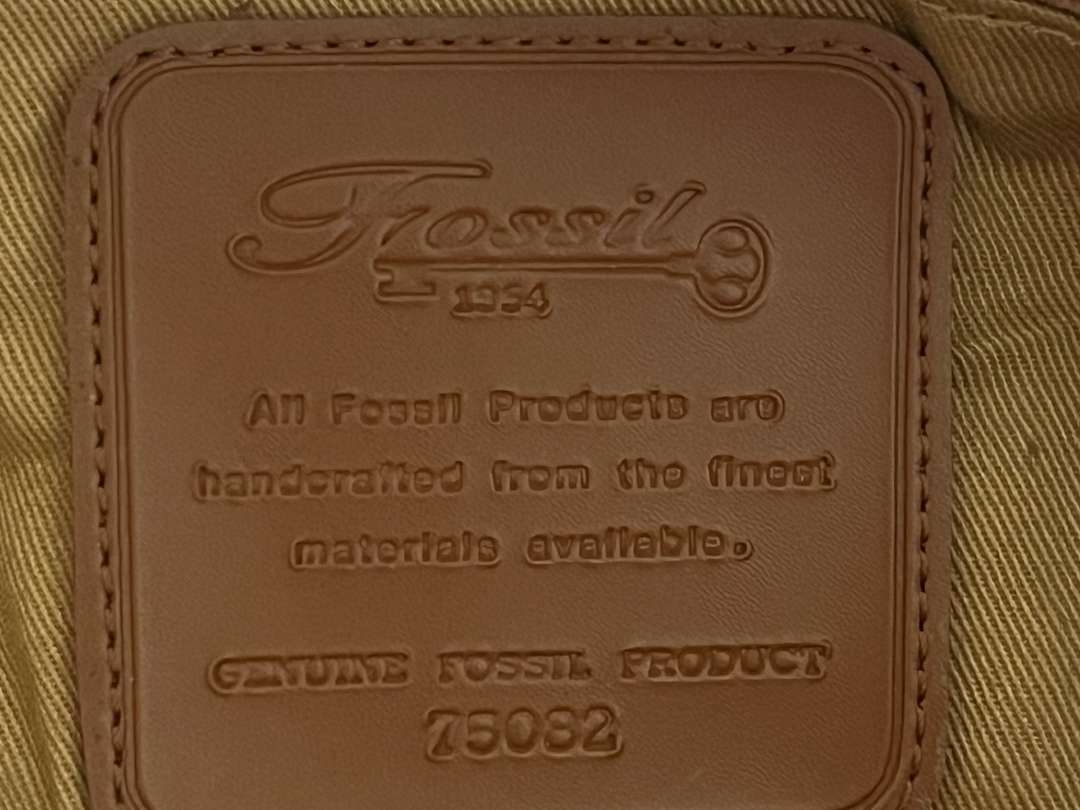 Fossil
1954
All Fossil Products are
handcrafted from the finest
materials available.
GENUINE FOSSIL PRODUCT
75082